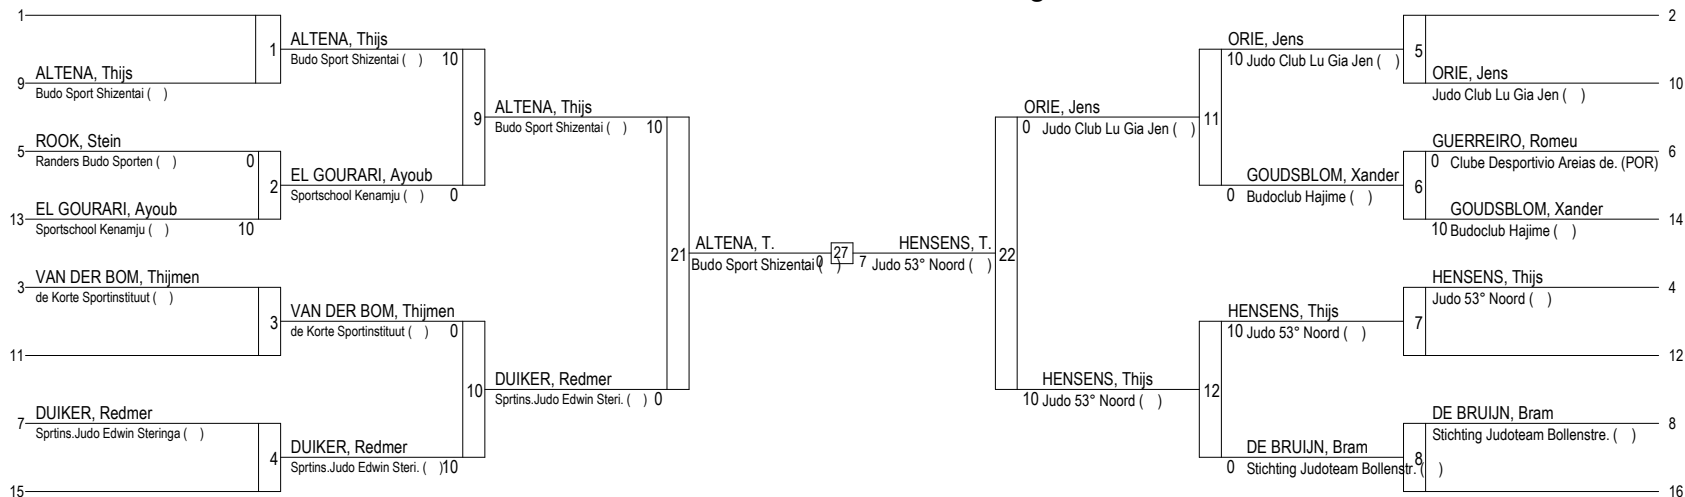 1
ALTENA, Thijs
9
Budo Sport Shizentai ( )
1
ALTENA, Thijs
Budo Sport Shizentai ( )
10
ROOK, Stein
5
Randers Budo Sporten ( )
0
2
EL GOURARI, Ayoub
13
Sportschool Kenamju ( )
10
EL GOURARI, Ayoub
Sportschool Kenamju ( )
0
9
ALTENA, Thijs
Budo Sport Shizentai ( )
10
VAN DER BOM, Thijmen
3
de Korte Sportinstituut ( )
3
11
VAN DER BOM, Thijmen
de Korte Sportinstituut ( )
0
DUIKER, Redmer
7
Sprtins.Judo Edwin Steringa ( )
4
15
DUIKER, Redmer
Sprtins.Judo Edwin Steri. ( )
10
10
DUIKER, Redmer
Sprtins.Judo Edwin Steri. ( )
0
21
ALTENA, T.
Budo Sport Shizentai ( )
0
27
HENSENS, T.
7
Judo 53° Noord ( )
22
ORIE, Jens
0
Judo Club Lu Gia Jen ( )
11
ORIE, Jens
10
Judo Club Lu Gia Jen ( )
5
2
ORIE, Jens
10
Judo Club Lu Gia Jen ( )
GOUDSBLOM, Xander
0
Budoclub Hajime ( )
6
GUERREIRO, Romeu
6
0
Clube Desportivio Areias de. (POR)
GOUDSBLOM, Xander
14
10
Budoclub Hajime ( )
HENSENS, Thijs
10
Judo 53° Noord ( )
12
HENSENS, Thijs
10
Judo 53° Noord ( )
7
HENSENS, Thijs
4
Judo 53° Noord ( )
12
DE BRUIJN, Bram
0
Stichting Judoteam Bollenstr. ( )
8
DE BRUIJN, Bram
8
Stichting Judoteam Bollenstre. ( )
16